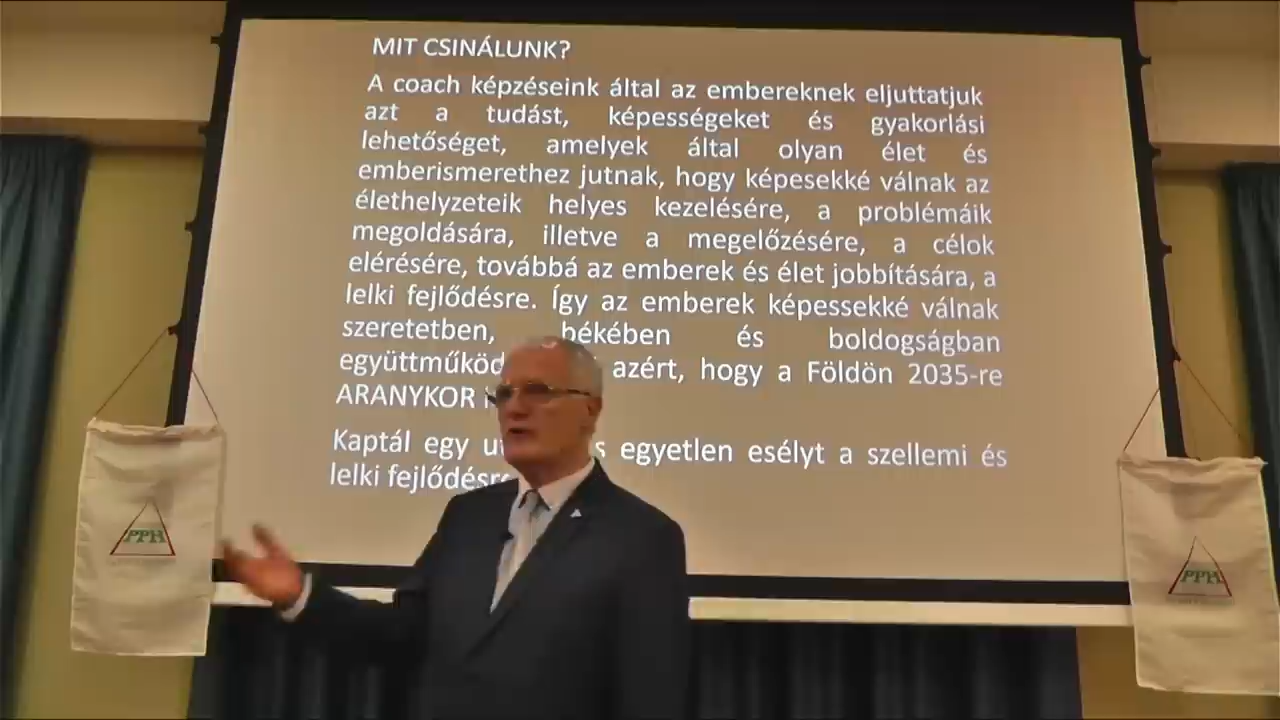 MIT CSINÁLUNK?
A coach képzéseink által az embereknek eljuttatjuk
azt a tudást, képességeket és gyakorlási
lehetőséget, amelyek által olyan élet és
emberismerethez jutnak, hogy képesekké válnak az
élethelyzeteik helyes kezelésére, a problémáik
megoldására, illetve a megelőzésére, a célok
elérésére, továbbá az emberek és élet jobbítására, a
lelki fejlődésre. Így az emberek képessekké válnak
szeretetben, békében és boldogságban
azért, hogy a Földön 2035-re
ARANYKOR
Kaptál egy egyetlen esélyt a szellemi és
lelki
PPH
PPH